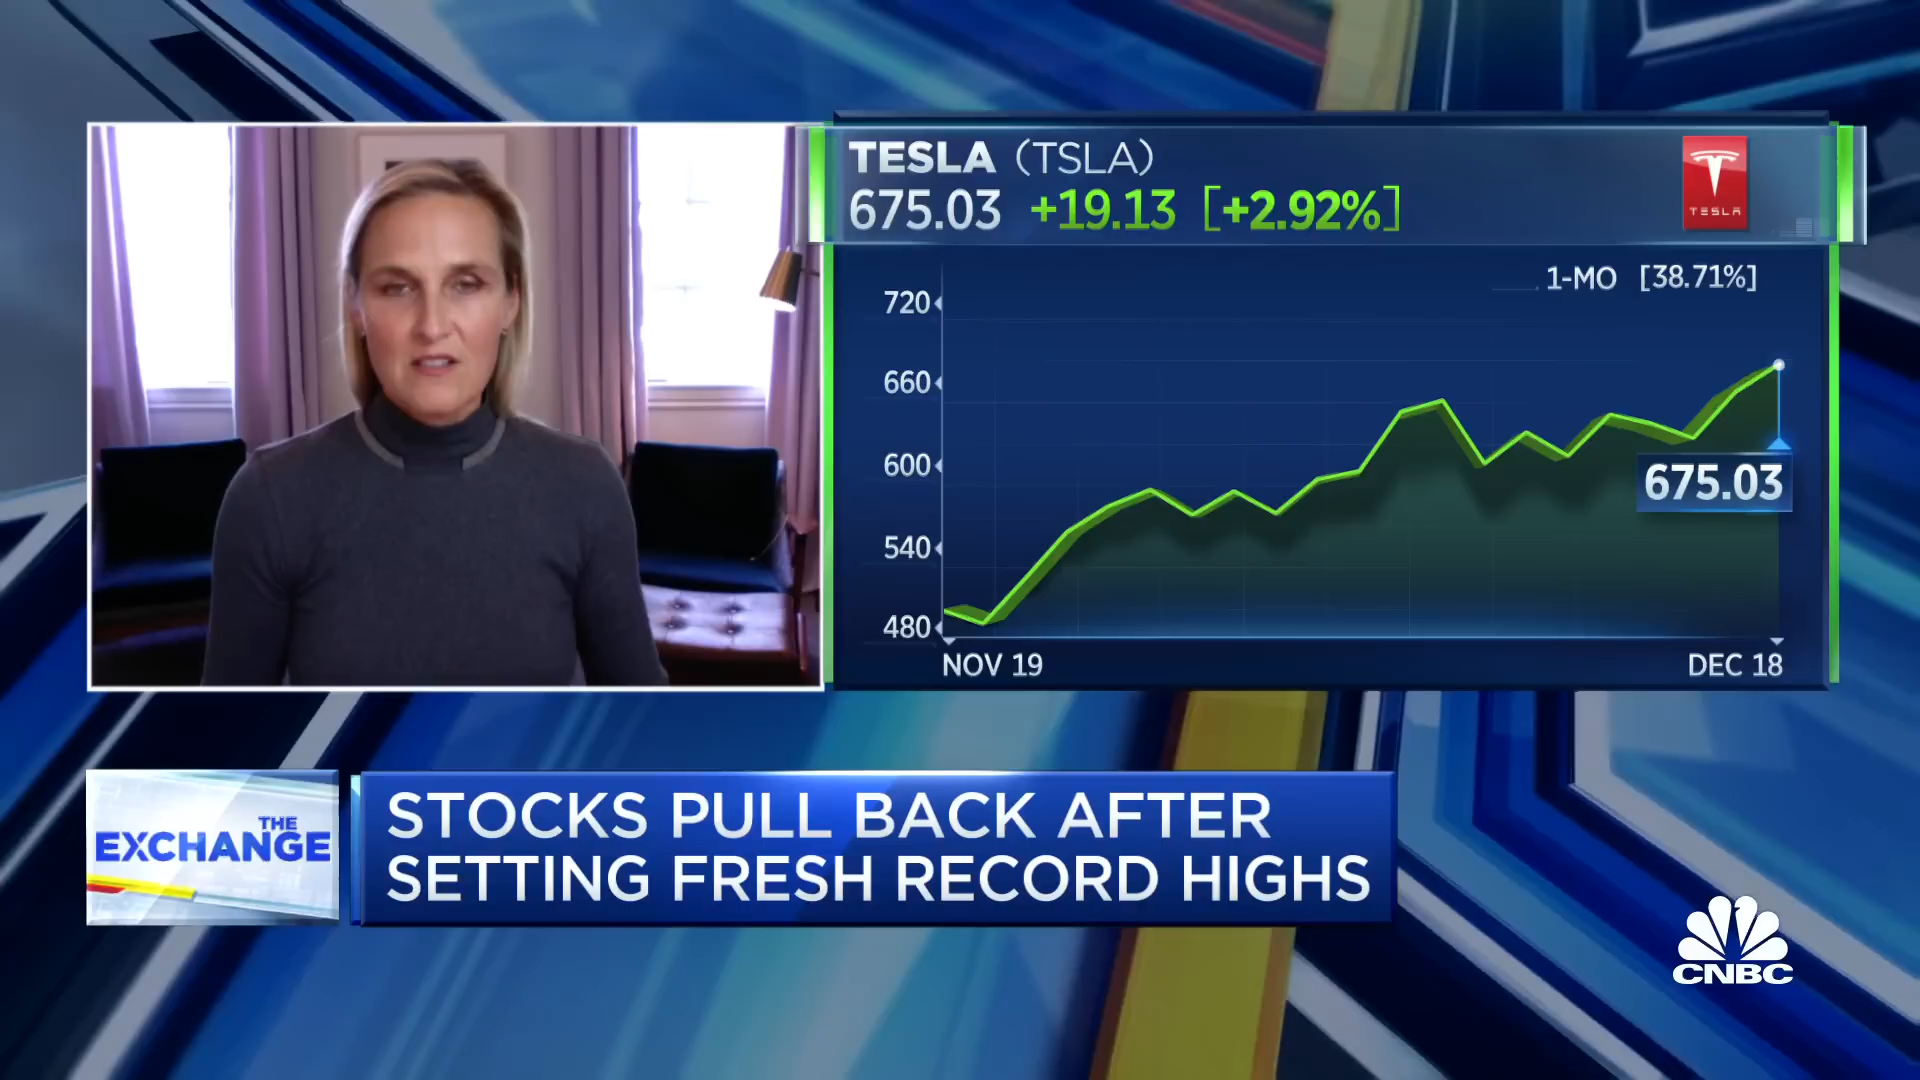 TESLA (TSLA)
675.03 +19.13 [+2.92%]
TESLA
1-MO [38.71%]
720
660
600
540
480
675.03
NOV 19
DEC 18
THE
EXCHANGE
STOCKS PULL BACK AFTER
SETTING FRESH RECORD HIGHS
CNBC